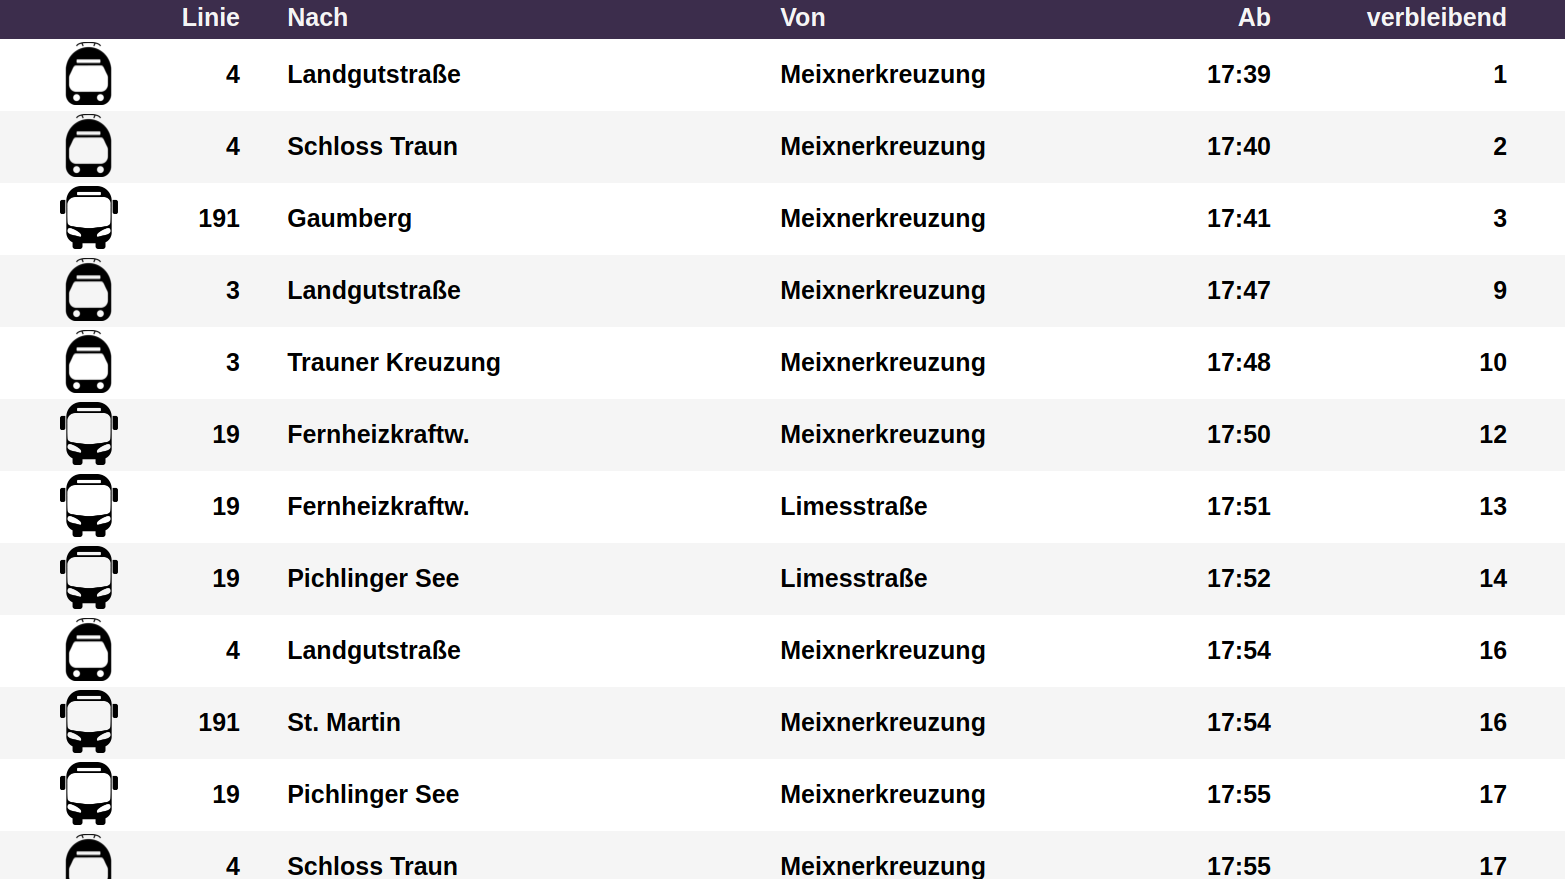 Linie Nach Von Ab verbleibend
4 Landgutstraße Meixnerkreuzung 17:39 1
4 Schloss Traun Meixnerkreuzung 17:40 2
191 Gaumberg Meixnerkreuzung 17:41 3
3 Landgutstraße Meixnerkreuzung 17:47 9
3 Trauner Kreuzung Meixnerkreuzung 17:48 10
19 Fernheizkraftw. Meixnerkreuzung 17:50 12
19 Fernheizkraftw. Limesstraße 17:51 13
19 Pichlinger See Limesstraße 17:52 14
4 Landgutstraße Meixnerkreuzung 17:54 16
191 St. Martin Meixnerkreuzung 17:54 16
19 Pichlinger See Meixnerkreuzung 17:55 17
4 Schloss Traun Meixnerkreuzung 17:55 17